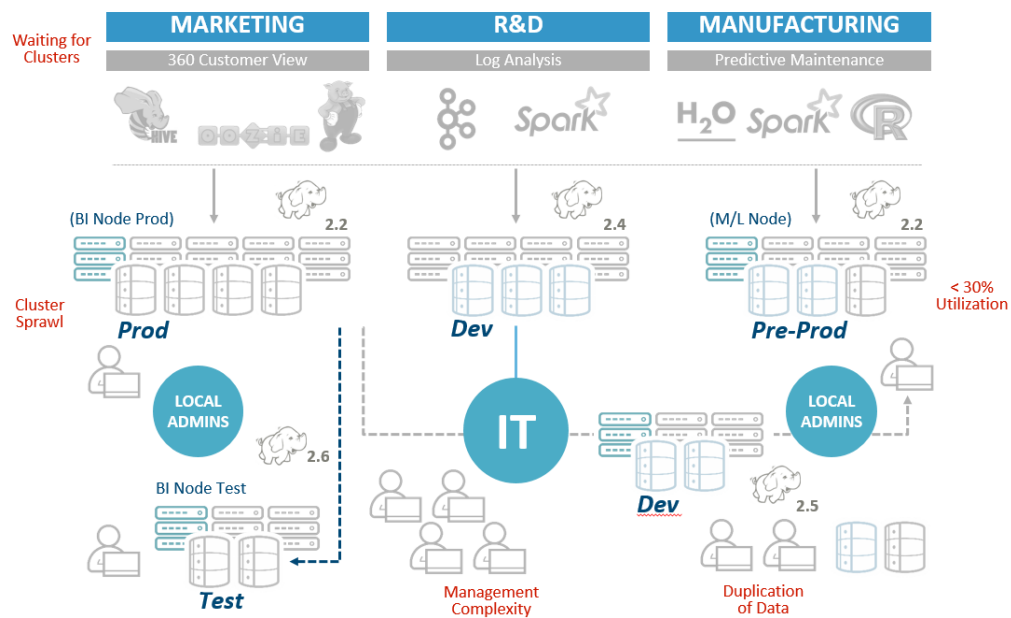 MARKETING
R&D
MANUFACTURING
Waiting for
Clusters
360 Customer View
Log Analysis
Predictive Maintenance
HIVE
OOZIE
Spark
H2O
Spark
R
(BI Node Prod)
2.2
2.4
(M/L Node)
2.2
Cluster
Sprawl
Prod
Dev
Pre-Prod
< 30%
Utilization
LOCAL
ADMINS
IT
LOCAL
ADMINS
2.6
BI Node Test
Dev
2.5
Test
Management
Complexity
Duplication
of Data